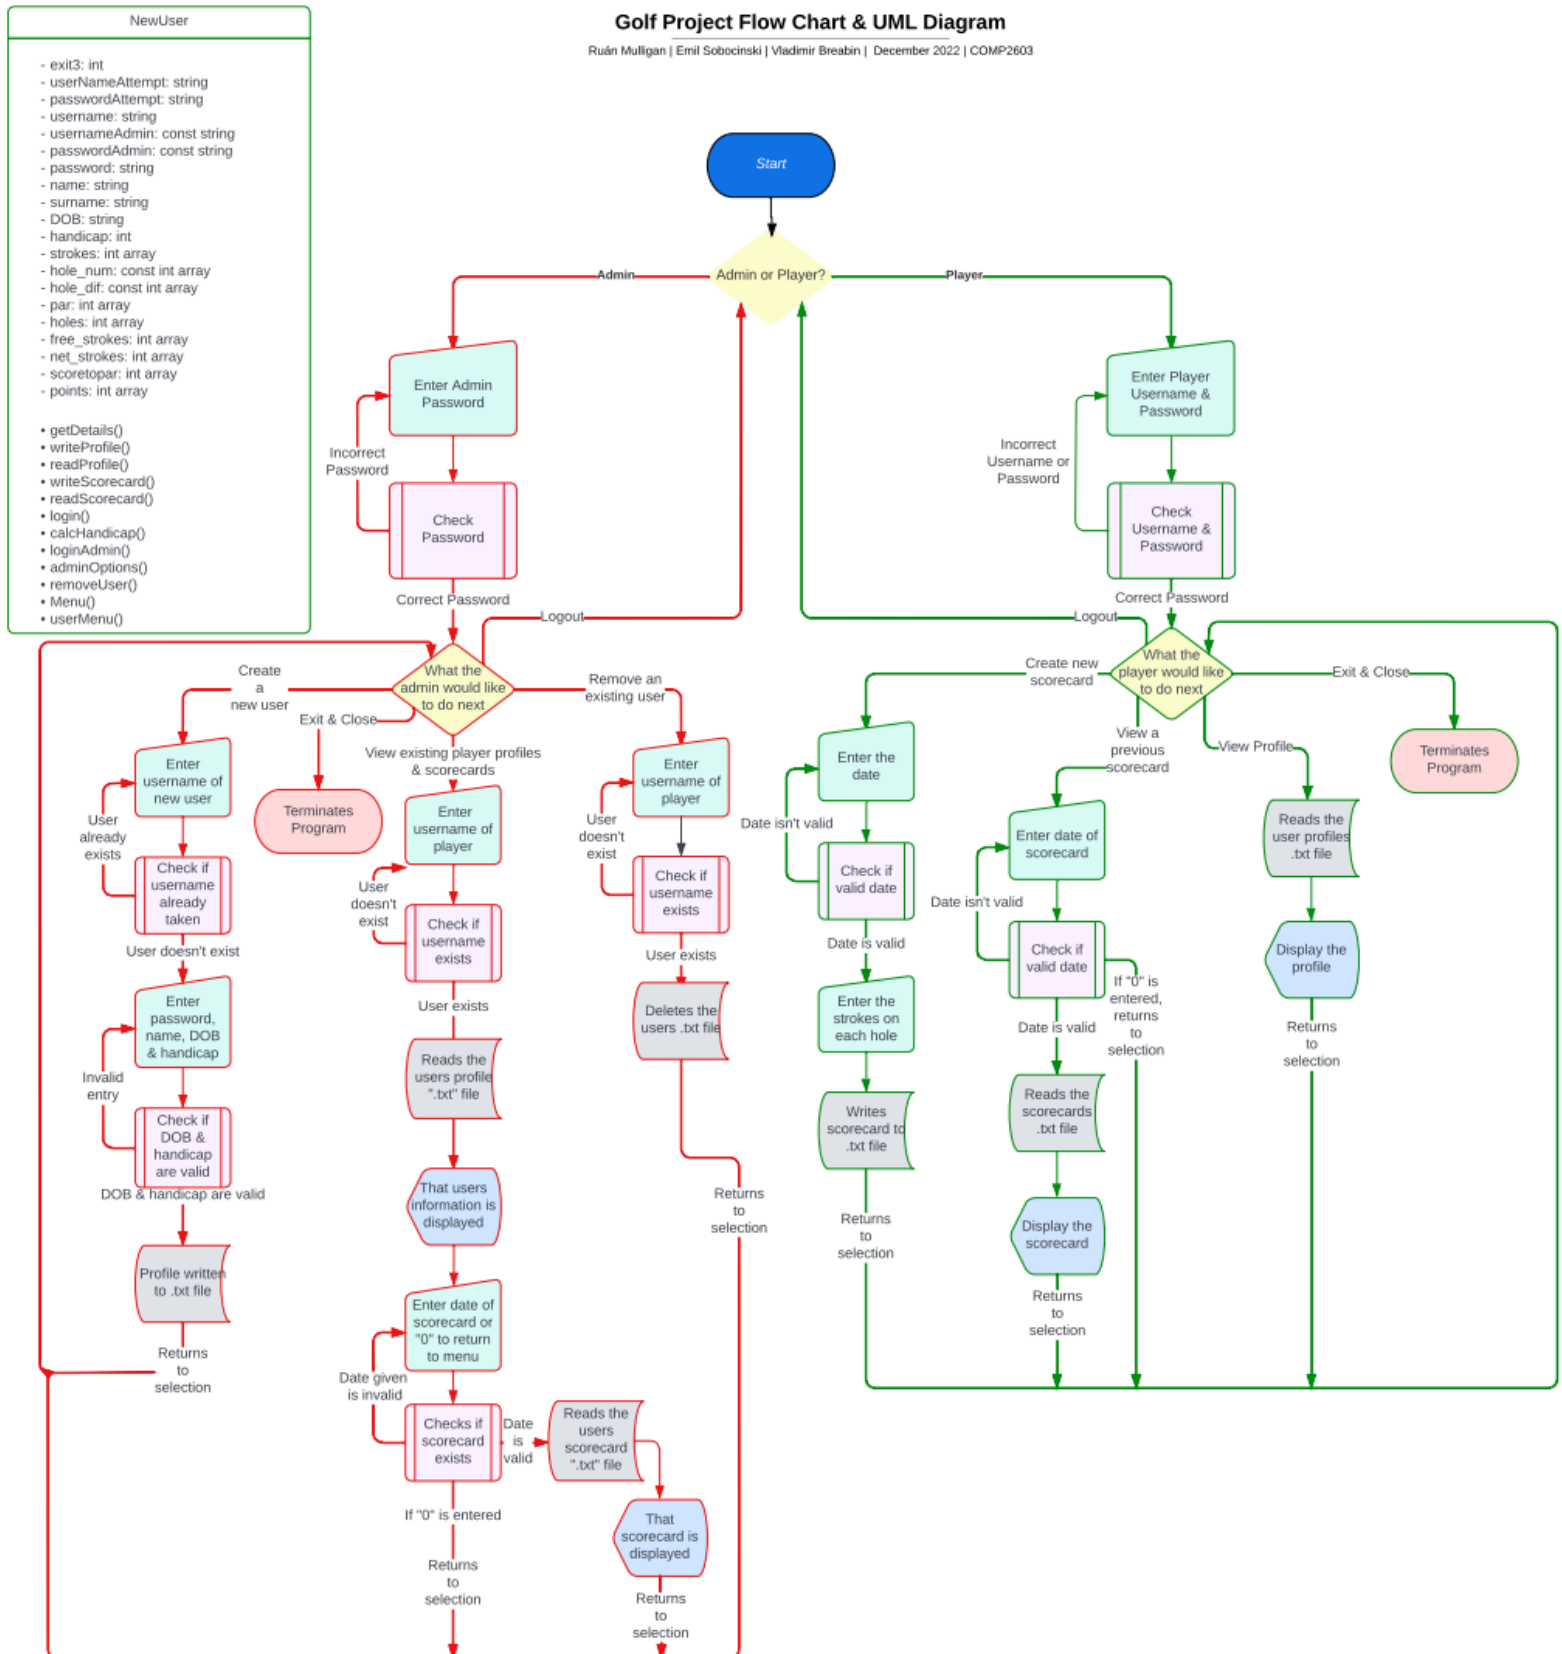 NewUser
- exit3: int
- userNameAttempt: string
- passwordAttempt: string
- username: string
- usernameAdmin: const string
- passwordAdmin: const string
- password: string
- name: string
- surname: string
- DOB: string
- handicap: int
- strokes: int array
- hole_num: const int array
- hole_dif: const int array
- par: int array
- holes: int array
- free_strokes: int array
- net_strokes: int array
- scoretopar: int array
- points: int array
• getDetails()
• writeProfile()
• readProfile()
• writeScorecard()
• readScorecard()
• login()
• calcHandicap()
• loginAdmin()
• adminOptions()
• removeUser()
• Menu()
• userMenu()
Golf Project Flow Chart & UML Diagram
Ruán Mulligan | Emil Sobocinski | Vladimir Breabin | December 2022 | COMP2603
Start
Admin or Player?
Admin
Player
Enter Admin
Password
Incorrect
Password
Check
Password
Correct Password
Logout
Enter Player
Username &
Password
Incorrect
Username or
Password
Check
Username &
Password
Correct Password
Logout
What the
admin would like
to do next
Create
a
new user
Exit & Close
Terminates
Program
View existing player profiles
& scorecards
Remove an
existing user
Enter
username of
new user
User
already
exists
Check if
username
already
taken
User doesn't exist
Enter
password,
name, DOB
& handicap
Invalid
entry
Check if
DOB &
handicap
are valid
DOB & handicap are valid
Profile written
to .txt file
Returns
to
selection
Enter
username of
player
User
doesn't
exist
Check if
username
exists
User exists
Reads the
users profile
".txt" file
That users
information is
displayed
Enter date of
scorecard or
"0" to return
to menu
Date given
is invalid
Checks if
scorecard
exists
Date
is
valid
Reads the
users
scorecard
".txt" file
That
scorecard is
displayed
Returns
to
selection
If "0" is entered
Returns
to
selection
Enter
username of
player
User
doesn't
exist
Check if
username
exists
User exists
Deletes the
users .txt file
Returns
to
selection
What the
player would like
to do next
Create new
scorecard
View a
previous
scorecard
View Profile
Exit & Close
Terminates
Program
Enter the
date
Date isn't valid
Check if
valid date
Date is valid
Enter the
strokes on
each hole
Writes
scorecard to
.txt file
Returns
to
selection
Enter date of
scorecard
Date isn't valid
Check if
valid date
If "0" is
entered,
returns
to
selection
Date is valid
Reads the
scorecards
.txt file
Display the
scorecard
Returns
to
selection
Reads the
user profiles
.txt file
Display the
profile
Returns
to
selection